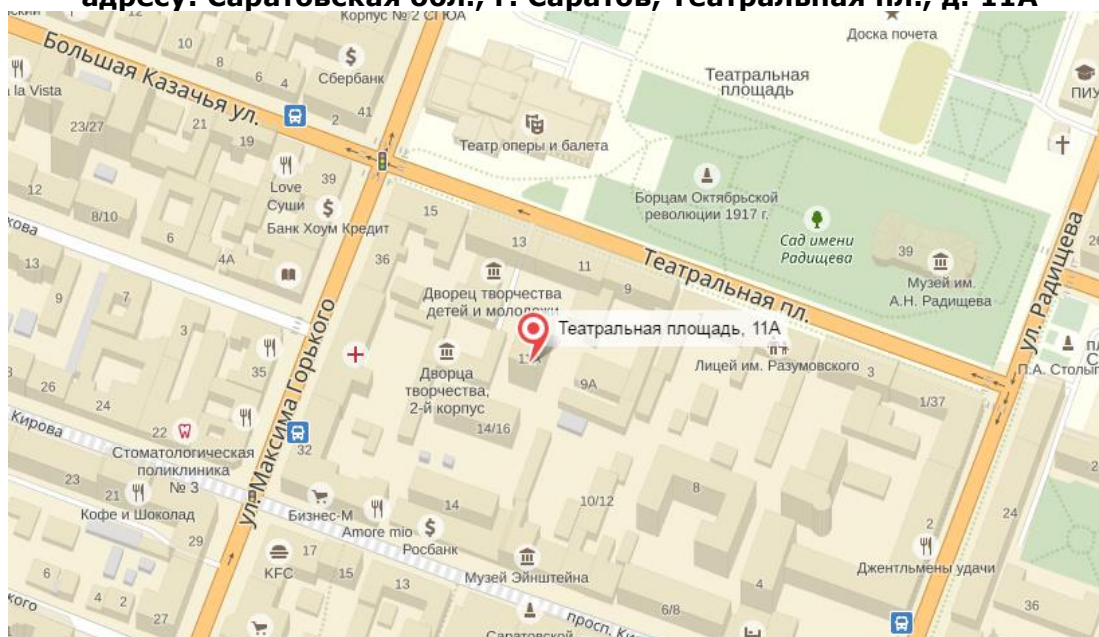 адресу: Саратовская обл., г. Саратов, Театральная пл., д. 11А
Корпус № 2 СГЮА
Доска почета
10
8
6
4
Сбербанк
Большая Казачья ул.
a la Vista
Театральная
площадь
ПИУ
2
41
23/27
21
19
Театр оперы и балета
Love
Суши
39
12
8/10
6
4А
Банк Хоум Кредит
15
Борцам Октябрьской
революции 1917 г.
Сад имени
Радищева
39
Музей им.
А.Н. Радищева
ул. Радищева
26
кова
13
36
13
11
9
Театральная пл.
9
7
3
Дворец творчества
детей и молодежи
Театральная площадь, 11А
11А
Лицей им. Разумовского
3
П.А. Столып
35
26
24
Дворца
творчества,
2-й корпус
9А
1/37
Кирова
22
14/16
ул. Максима Горького
32
Стоматологическая
поликлиника
№ 3
23
21
Кофе и Шоколад
29
Бизнес-М
Amore mio
14
Росбанк
10/12
8
2
24
Джентльмены удачи
KFC
17
15
13
Музей Эйнштейна
4
6/8
36
6
4
2
27
кого
просп. Ки
Саратовской